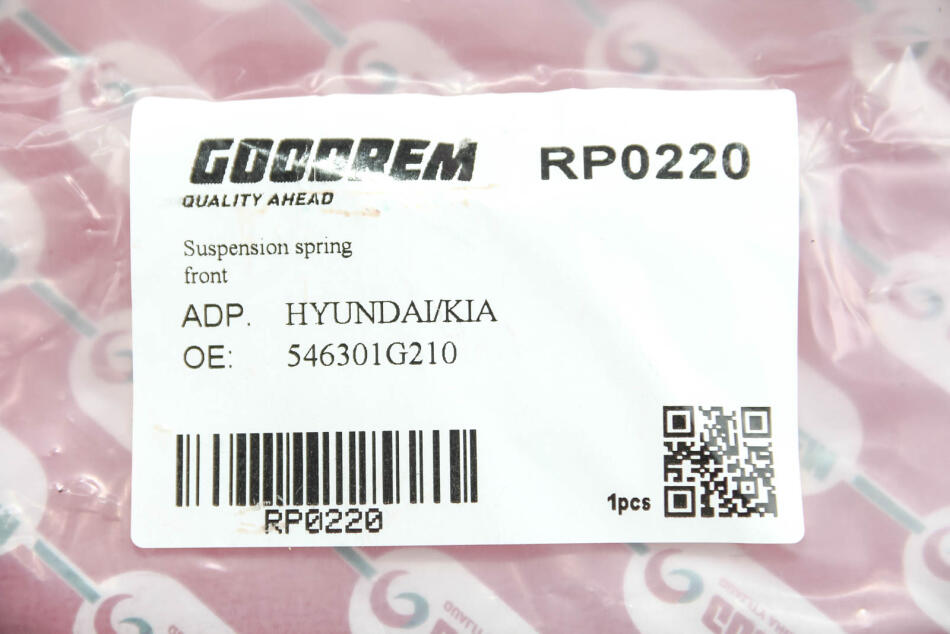 GOODREM RP0220
QUALITY AHEAD
Suspension spring
front
ADP. HYUNDAI/KIA
OE: 546301G210
1pcs
RP0220